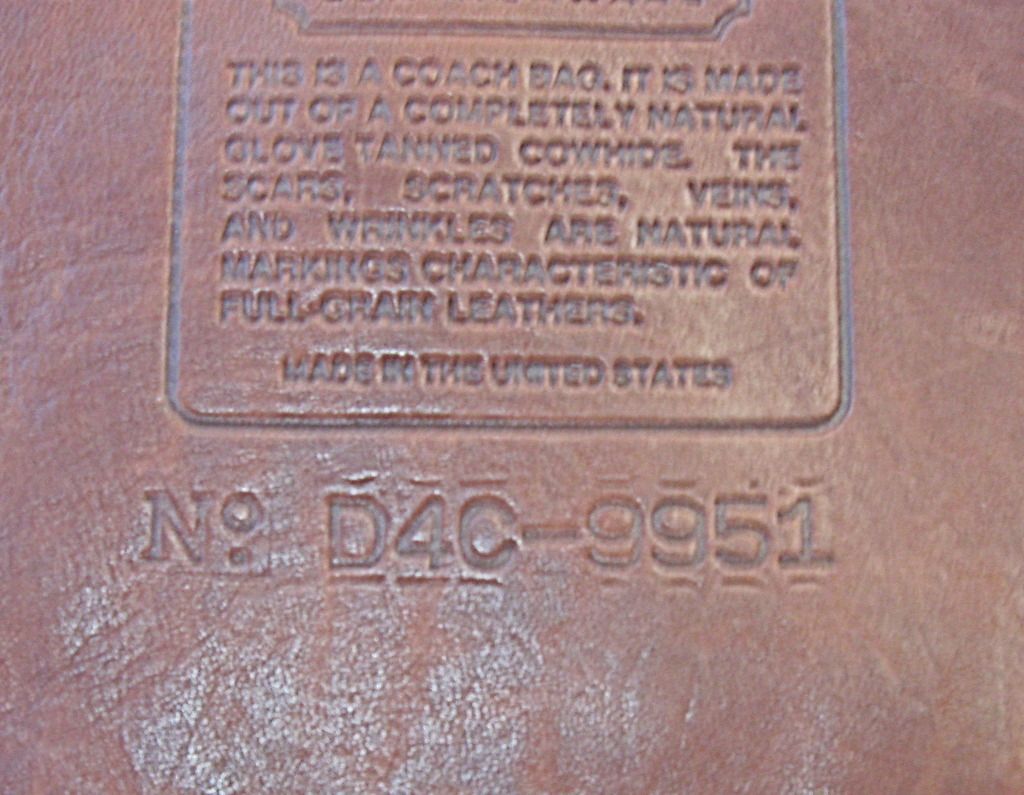 THIS IS A COACH BAG. IT IS MADE
OUT OF A COMPLETELY NATURAL
GLOVE TANNED COWHIDE. THE
SCARS, SCRATCHES, VEINS,
AND WRINKLES ARE NATURAL
MARKINGS CHARACTERISTIC OF
FULL-GRAIN LEATHERS.
MADE IN THE UNITED STATES
Nº D4C-9951